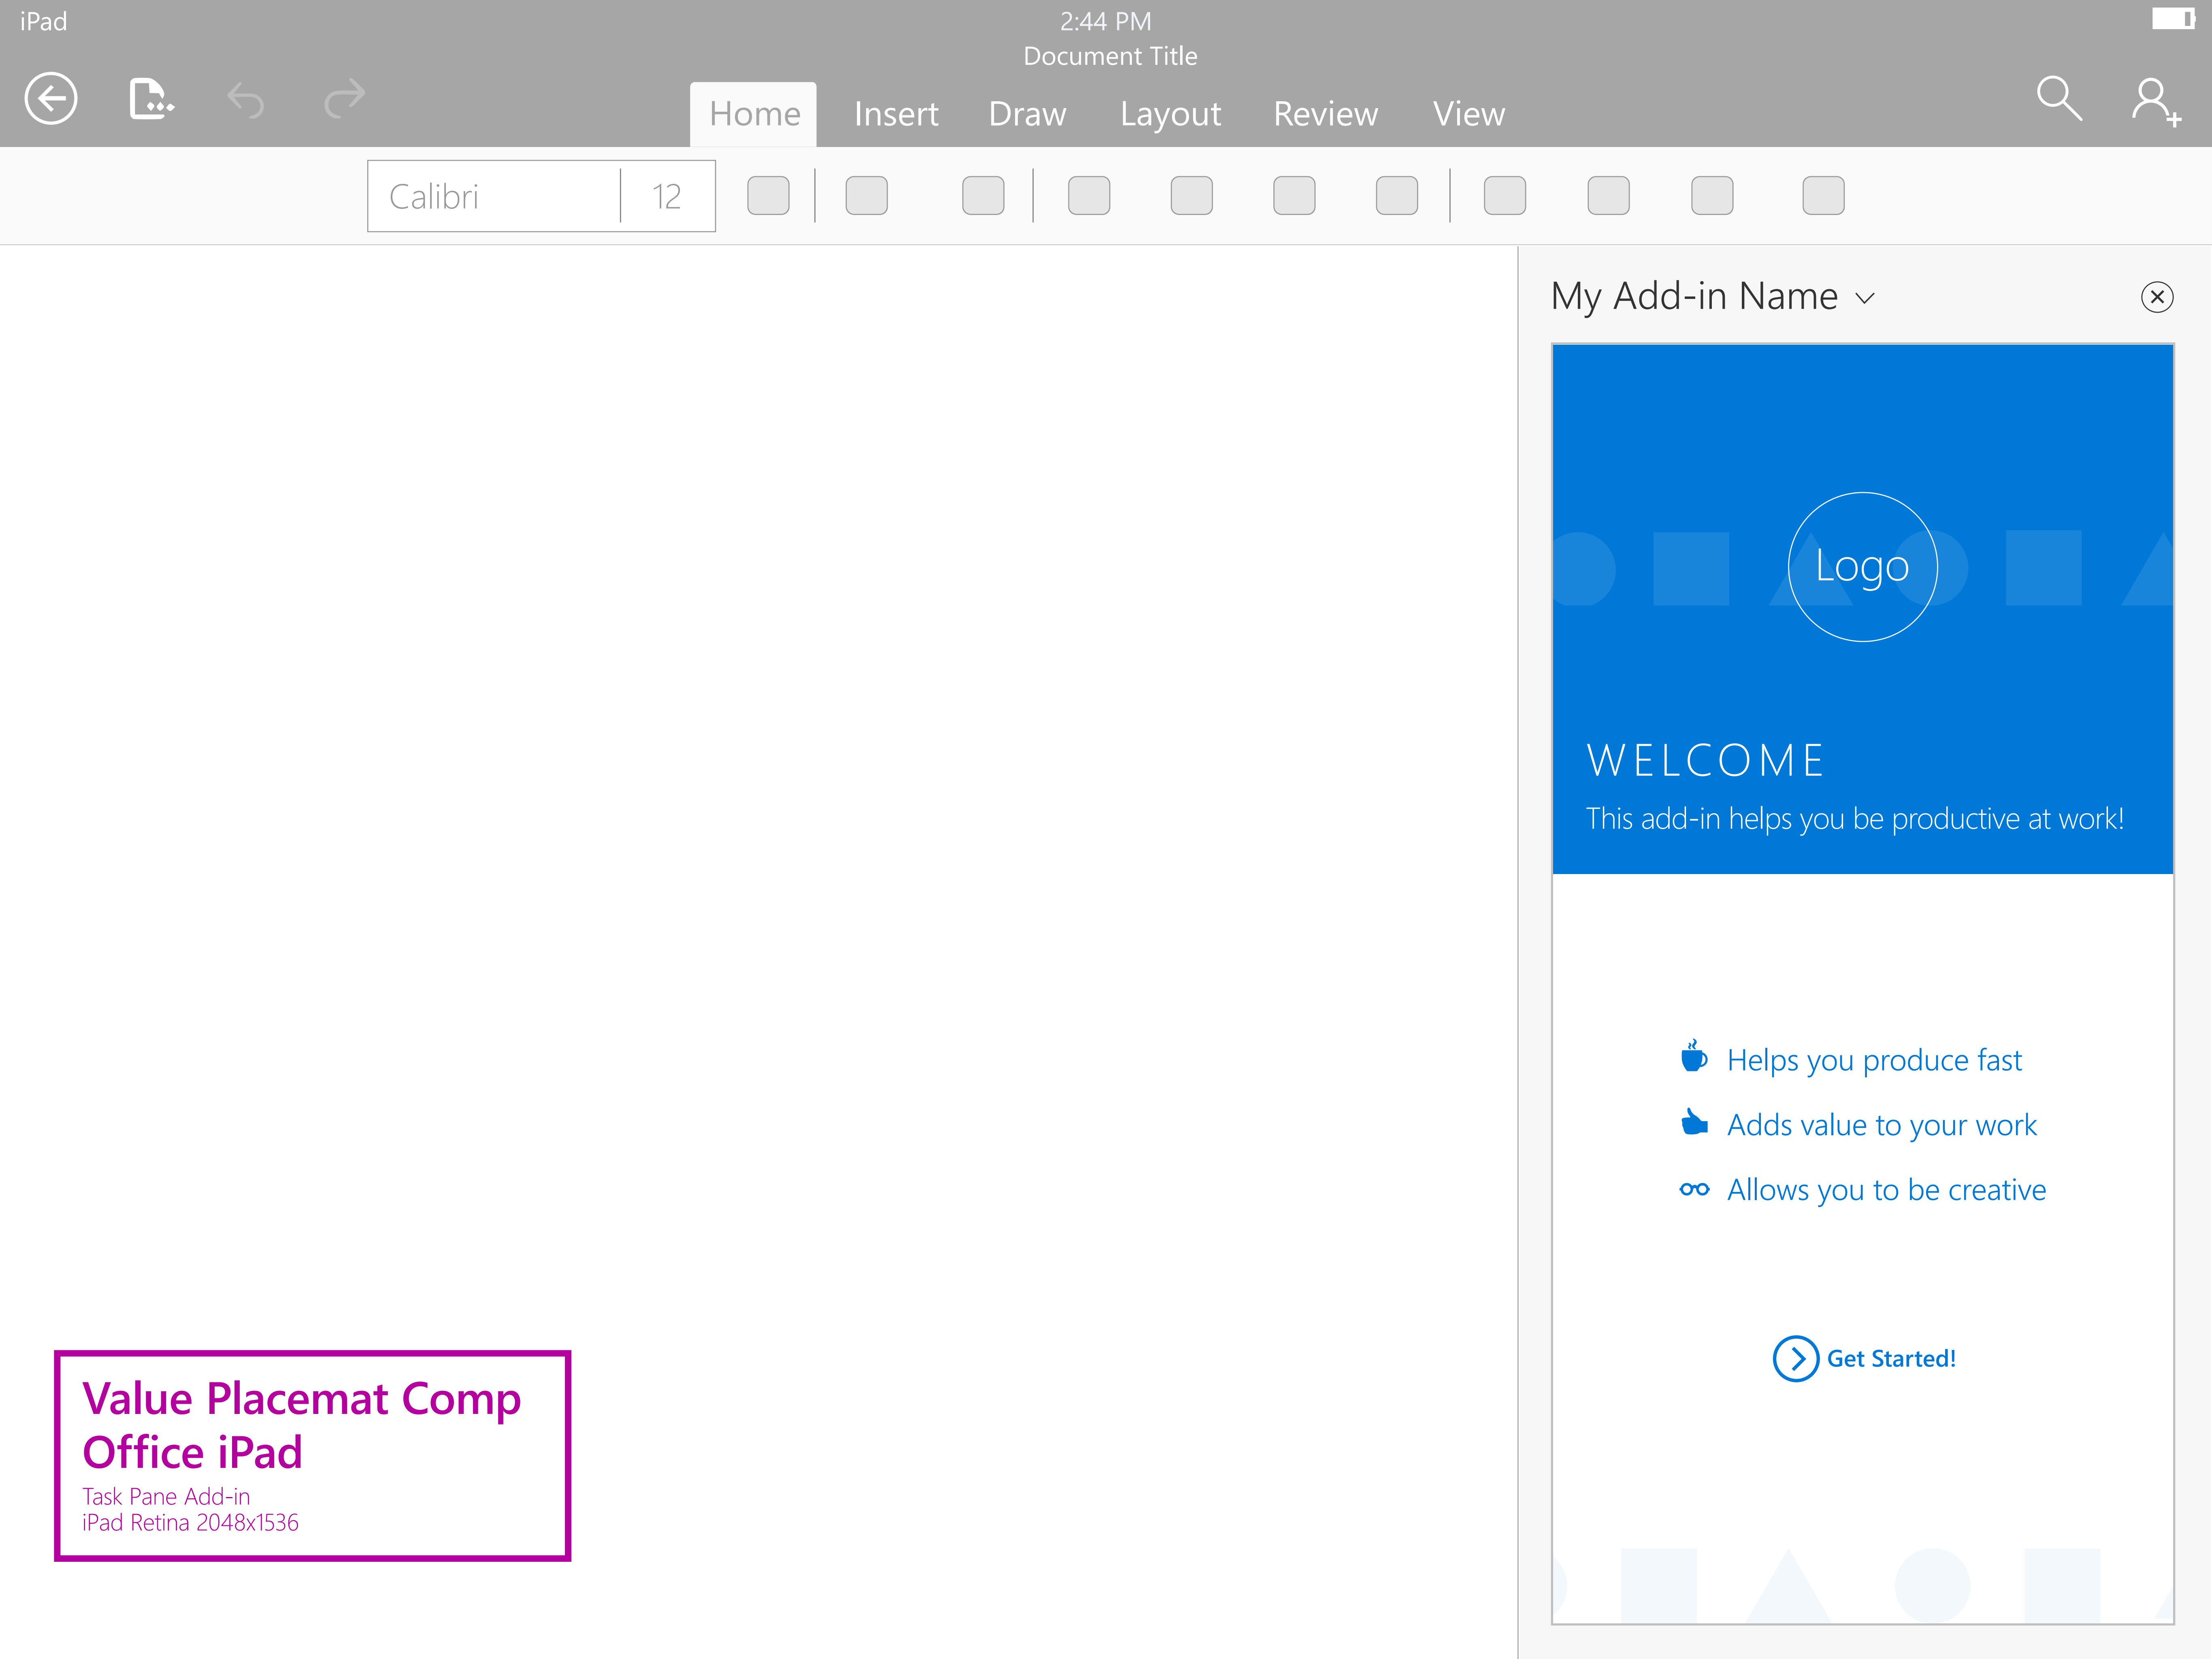 iPad
2:44 PM
Document Title
Home Insert Draw Layout Review View
Calibri 12
My Add-in Name
Logo
WELCOME
This add-in helps you be productive at work!
Helps you produce fast
Adds value to your work
Allows you to be creative
Get Started!
Value Placemat Comp
Office iPad
Task Pane Add-in
iPad Retina 2048x1536